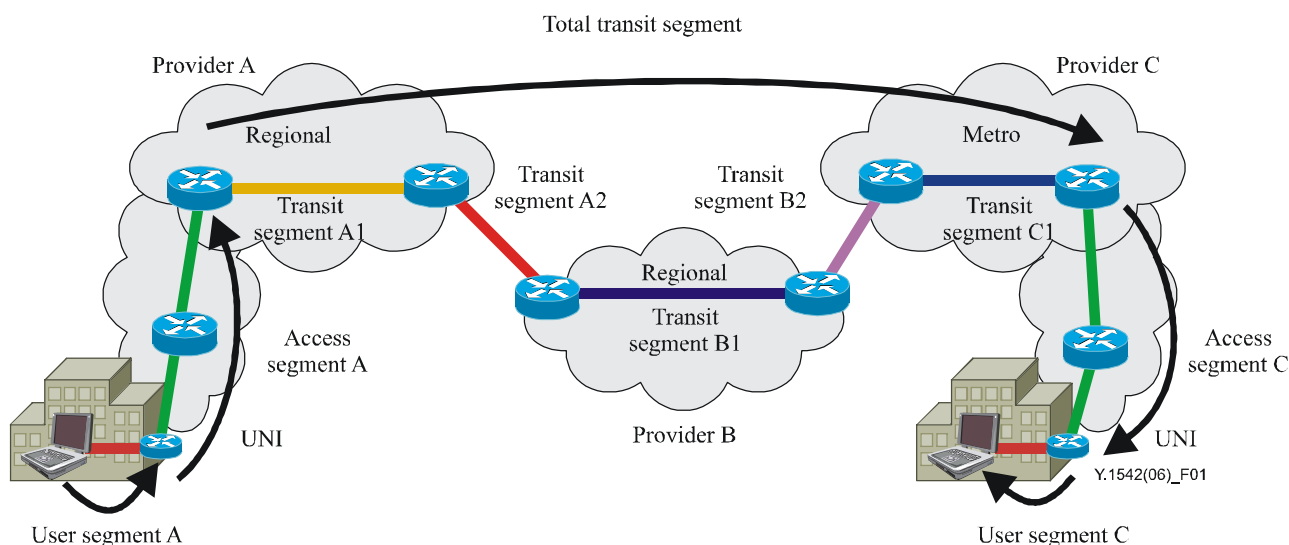 Total transit segment
Provider A
Provider C
Regional
Metro
Transit
segment A2
Transit
segment B2
Transit
segment A1
Transit
segment C1
Regional
Transit
segment B1
Access
segment A
Access
segment C
UNI
Provider B
UNI
Y.1542(06)_F01
User segment A
User segment C